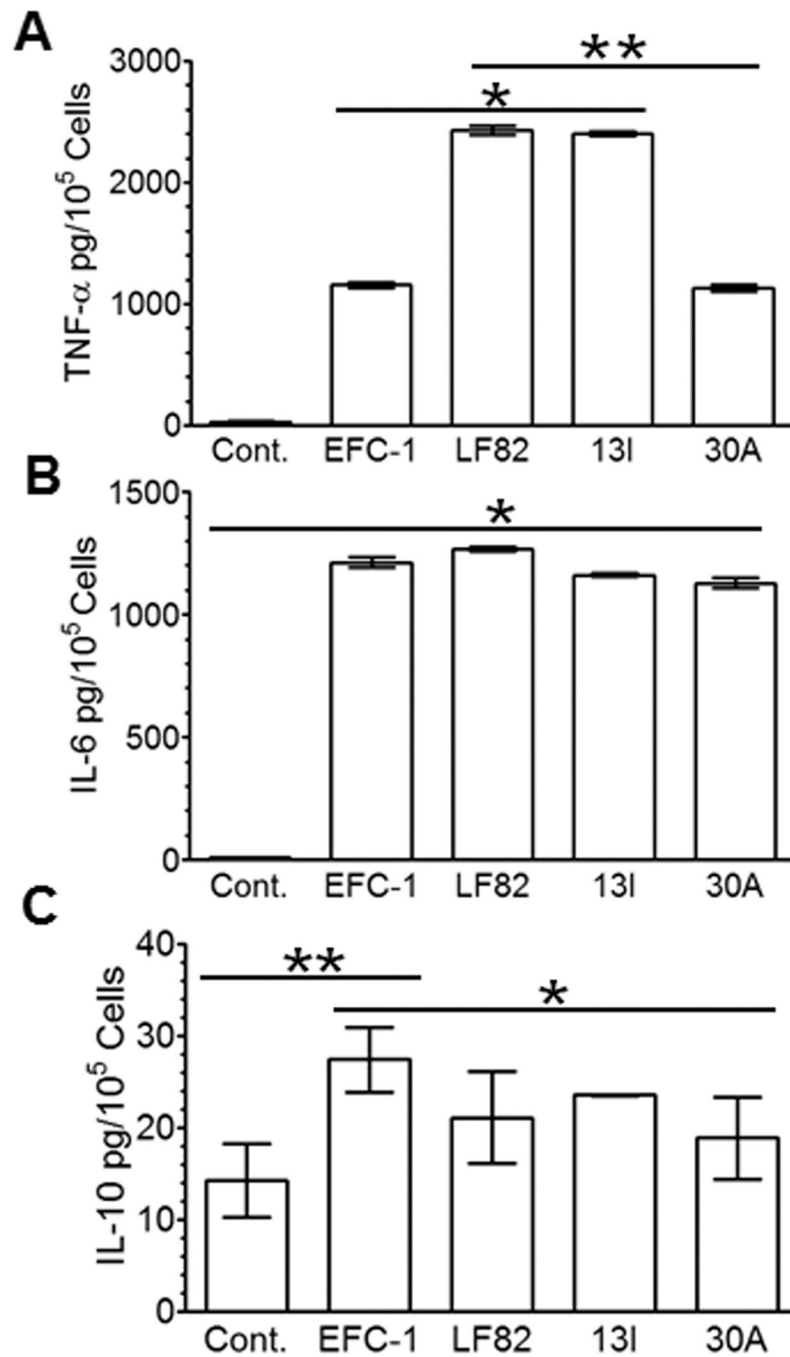 A
**
*
3000
2000
1000
0
TNF-α pg/10⁵ Cells
Cont. EFC-1 LF82 13I 30A
B
*
1500
1000
500
0
IL-6 pg/10⁵ Cells
Cont. EFC-1 LF82 13I 30A
C
**
*
40
30
20
10
0
IL-10 pg/10⁵ Cells
Cont. EFC-1 LF82 13I 30A